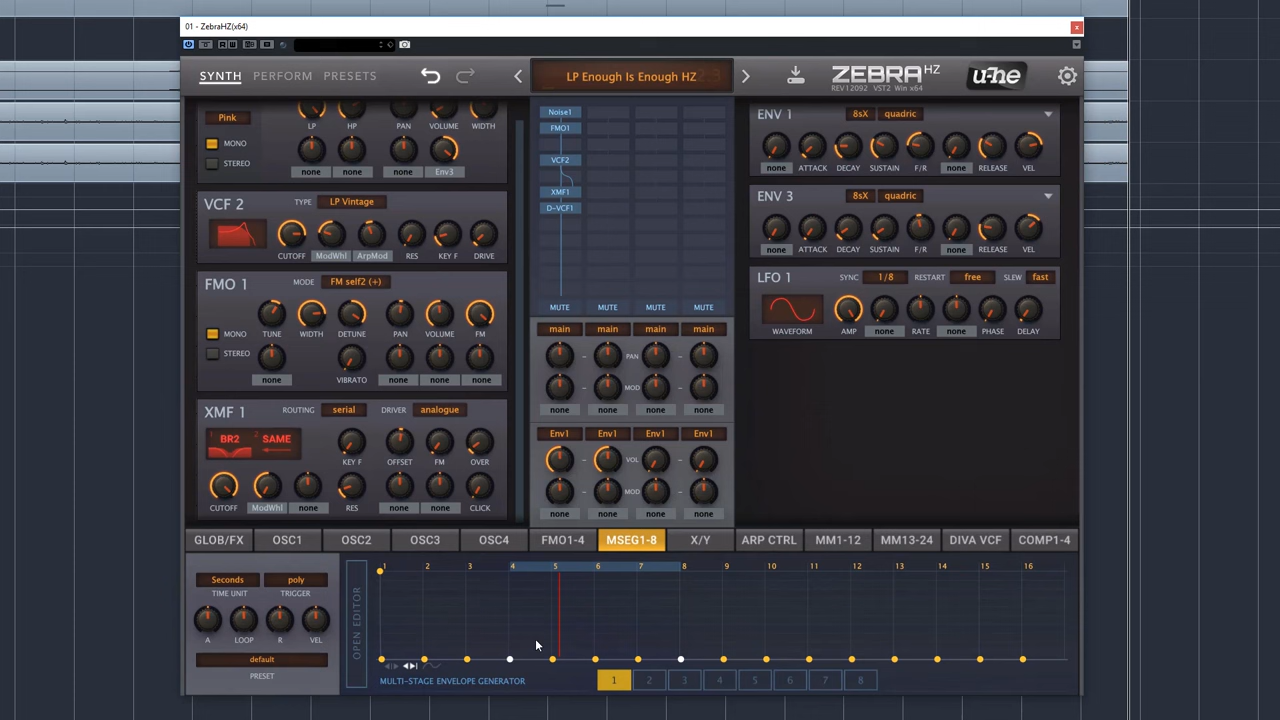 01 - ZebraHZ(x64)
SYNTH PERFORM PRESETS
LP Enough Is Enough HZ
ZEBRA HZ
REV12092 VST2 Win x64
u-he
Pink
LP HP PAN VOLUME WIDTH
MONO
STEREO
none none none Env3
VCF 2 TYPE LP Vintage
CUTOFF ModWhl ArpMod RES KEY F DRIVE
FMO 1 MODE FM self2 (+)
TUNE WIDTH DETUNE PAN VOLUME FM
MONO
STEREO
none VIBRATO none none none
XMF 1 ROUTING serial DRIVER analogue
BR2 2 SAME
KEY F OFFSET FM OVER
CUTOFF ModWhl none RES none none CLICK
Noise1
FMO1
VCF2
XMF1
D-VCF1
MUTE MUTE MUTE MUTE
main main main main
PAN
MOD
none none none none
Env1 Env1 Env1 Env1
VOL
MOD
none none none none
ENV 1 8sX quadric
none ATTACK DECAY SUSTAIN F/R none RELEASE VEL
ENV 3 8sX quadric
none ATTACK DECAY SUSTAIN F/R none RELEASE VEL
LFO 1 SYNC 1/8 RESTART free SLEW fast
WAVEFORM AMP none RATE none PHASE DELAY
GLOB/FX OSC1 OSC2 OSC3 OSC4 FMO1-4 MSEG1-8 X/Y ARP CTRL MM1-12 MM13-24 DIVA VCF COMP1-4
Seconds poly
TIME UNIT TRIGGER
A LOOP R VEL
default
PRESET
OPEN EDITOR
1 2 3 4 5 6 7 8 9 10 11 12 13 14 15 16
MULTI-STAGE ENVELOPE GENERATOR
1 2 3 4 5 6 7 8